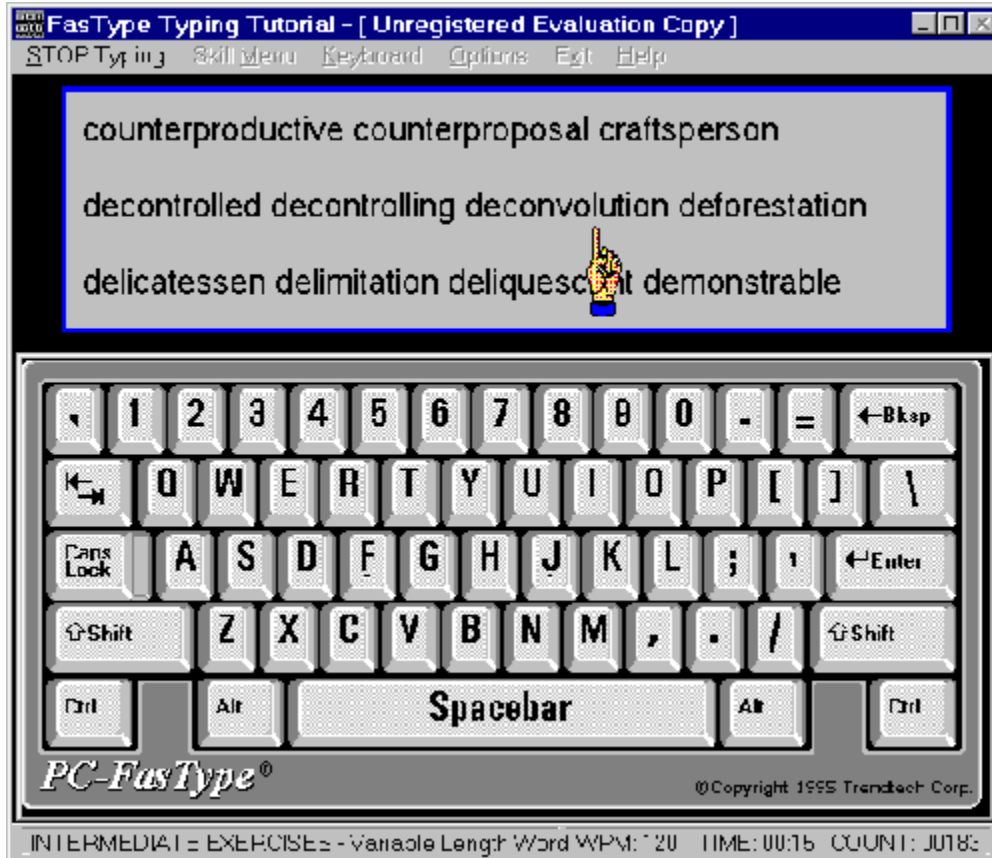 FasType Typing Tutorial - [ Unregistered Evaluation Copy ]
STOP Typing Skill Menu Keyboard Options Exit Help
counterproductive counterproposal craftsperson
decontrolled decontrolling deconvolution deforestation
delicatessen delimitation demonstrable
1 2 3 4 5 6 7 8 9 0 - = ←Bksp
Q W E R T Y U I O P [ ] \
Caps Lock A S D F G H J K L ; ' ↵Enter
⇧Shift Z X C V B N M , . / ⇧Shift
Ctrl Alt Spacebar Alt Ctrl
PC-FasType®
©Copyright 1995 Trendtech Corp.
INTERMEDIATE EXERCISES - Variable Length Word WPM: 120 TIME: 00:15 COUNT: